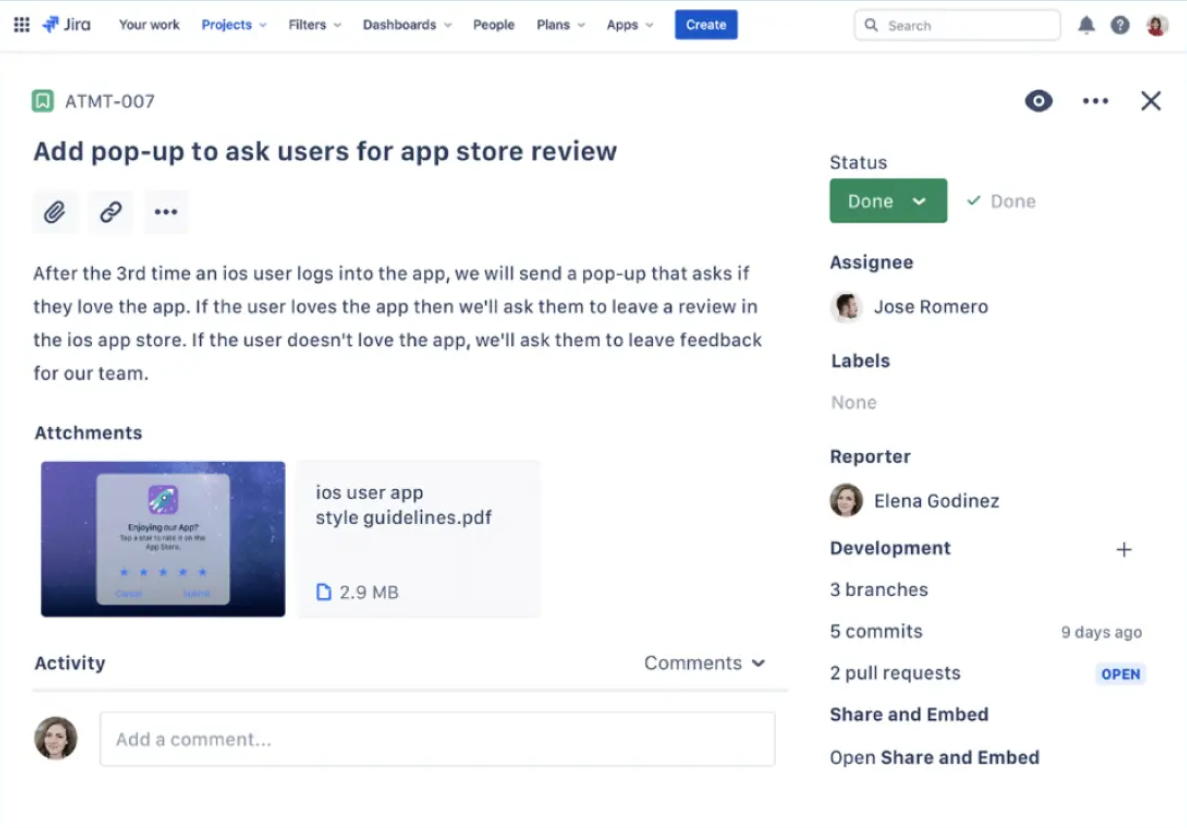 Jira Your work Projects Filters Dashboards People Plans Apps Create Search
ATMT-007
Add pop-up to ask users for app store review
After the 3rd time an ios user logs into the app, we will send a pop-up that asks if
they love the app. If the user loves the app then we'll ask them to leave a review in
the ios app store. If the user doesn't love the app, we'll ask them to leave feedback
for our team.
Attchments
Enjoying our App?
Tap a star to rate it on the
App Store.
Cancel Submit
ios user app
style guidelines.pdf
2.9 MB
Activity Comments
Add a comment...
Status
Done Done
Assignee
Jose Romero
Labels
None
Reporter
Elena Godinez
Development
3 branches
5 commits 9 days ago
2 pull requests OPEN
Share and Embed
Open Share and Embed